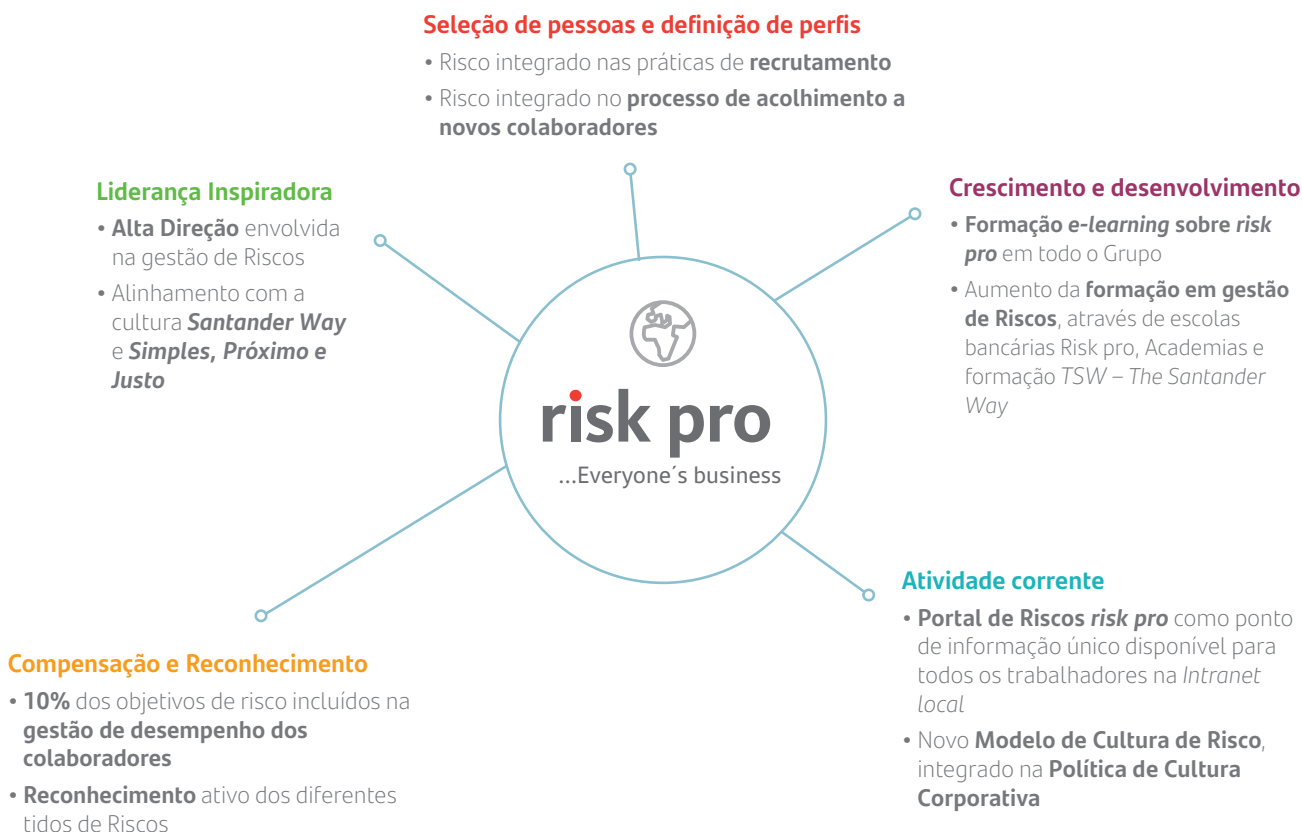 Seleção de pessoas e definição de perfis
• Risco integrado nas práticas de recrutamento
• Risco integrado no processo de acolhimento a
novos colaboradores
Liderança Inspiradora
• Alta Direção envolvida
na gestão de Riscos
• Alinhamento com a
cultura Santander Way
e Simples, Próximo e
Justo
Crescimento e desenvolvimento
• Formação e-learning sobre risk
pro em todo o Grupo
• Aumento da formação em gestão
de Riscos, através de escolas
bancárias Risk pro, Academias e
formação TSW – The Santander
Way
risk pro
...Everyone´s business
Atividade corrente
• Portal de Riscos risk pro como ponto
de informação único disponível para
todos os trabalhadores na Intranet
local
• Novo Modelo de Cultura de Risco,
integrado na Política de Cultura
Corporativa
Compensação e Reconhecimento
• 10% dos objetivos de risco incluídos na
gestão de desempenho dos
colaboradores
• Reconhecimento ativo dos diferentes
tidos de Riscos